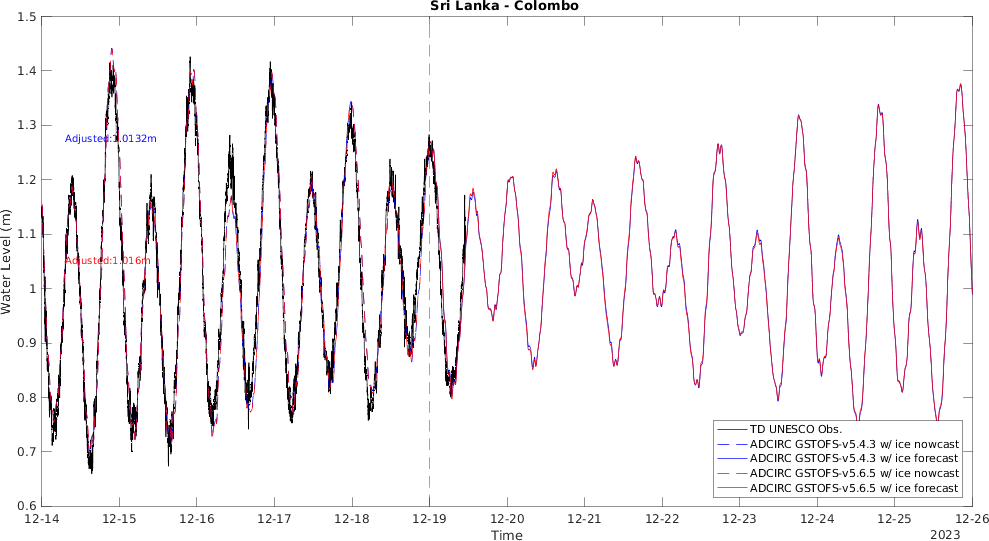 Sri Lanka - Colombo
Water Level (m)
1.5
1.4
1.3
1.2
1.1
1
0.9
0.8
0.7
0.6
Adjusted:1.0132m
Adjusted:1.016m
TD UNESCO Obs.
ADCIRC GSTOFS-v5.4.3 w/ ice nowcast
ADCIRC GSTOFS-v5.4.3 w/ ice forecast
ADCIRC GSTOFS-v5.6.5 w/ ice nowcast
ADCIRC GSTOFS-v5.6.5 w/ ice forecast
12-14 12-15 12-16 12-17 12-18 12-19 12-20 12-21 12-22 12-23 12-24 12-25 12-26
Time
2023